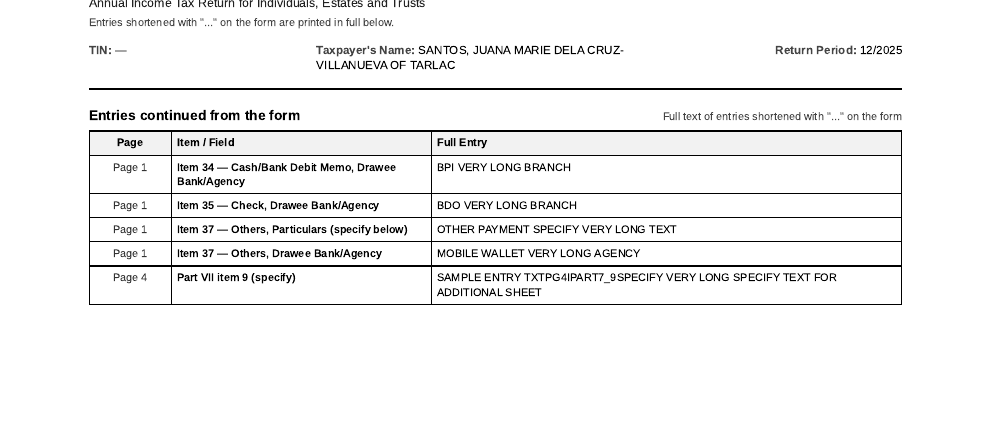 Annual Income Tax Return for Individuals, Estates and Trusts
Entries shortened with "..." on the form are printed in full below.
TIN: —
Taxpayer's Name: SANTOS, JUANA MARIE DELA CRUZ-
VILLANUEVA OF TARLAC
Return Period: 12/2025
Entries continued from the form
Full text of entries shortened with "..." on the form
Page Item / Field Full Entry
Page 1 Item 34 — Cash/Bank Debit Memo, Drawee BPI VERY LONG BRANCH
Bank/Agency
Page 1 Item 35 — Check, Drawee Bank/Agency BDO VERY LONG BRANCH
Page 1 Item 37 — Others, Particulars (specify below) OTHER PAYMENT SPECIFY VERY LONG TEXT
Page 1 Item 37 — Others, Drawee Bank/Agency MOBILE WALLET VERY LONG AGENCY
Page 4 Part VII item 9 (specify) SAMPLE ENTRY TXTPG4IPART7_9SPECIFY VERY LONG SPECIFY TEXT FOR
ADDITIONAL SHEET